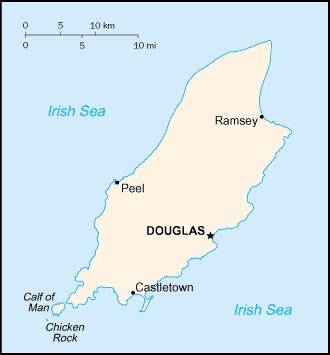 0 5 10 km
0 5 10 mi
Irish Sea
Ramsey
Peel
DOUGLAS
Castletown
Calf of
Man
Irish Sea
Chicken
Rock